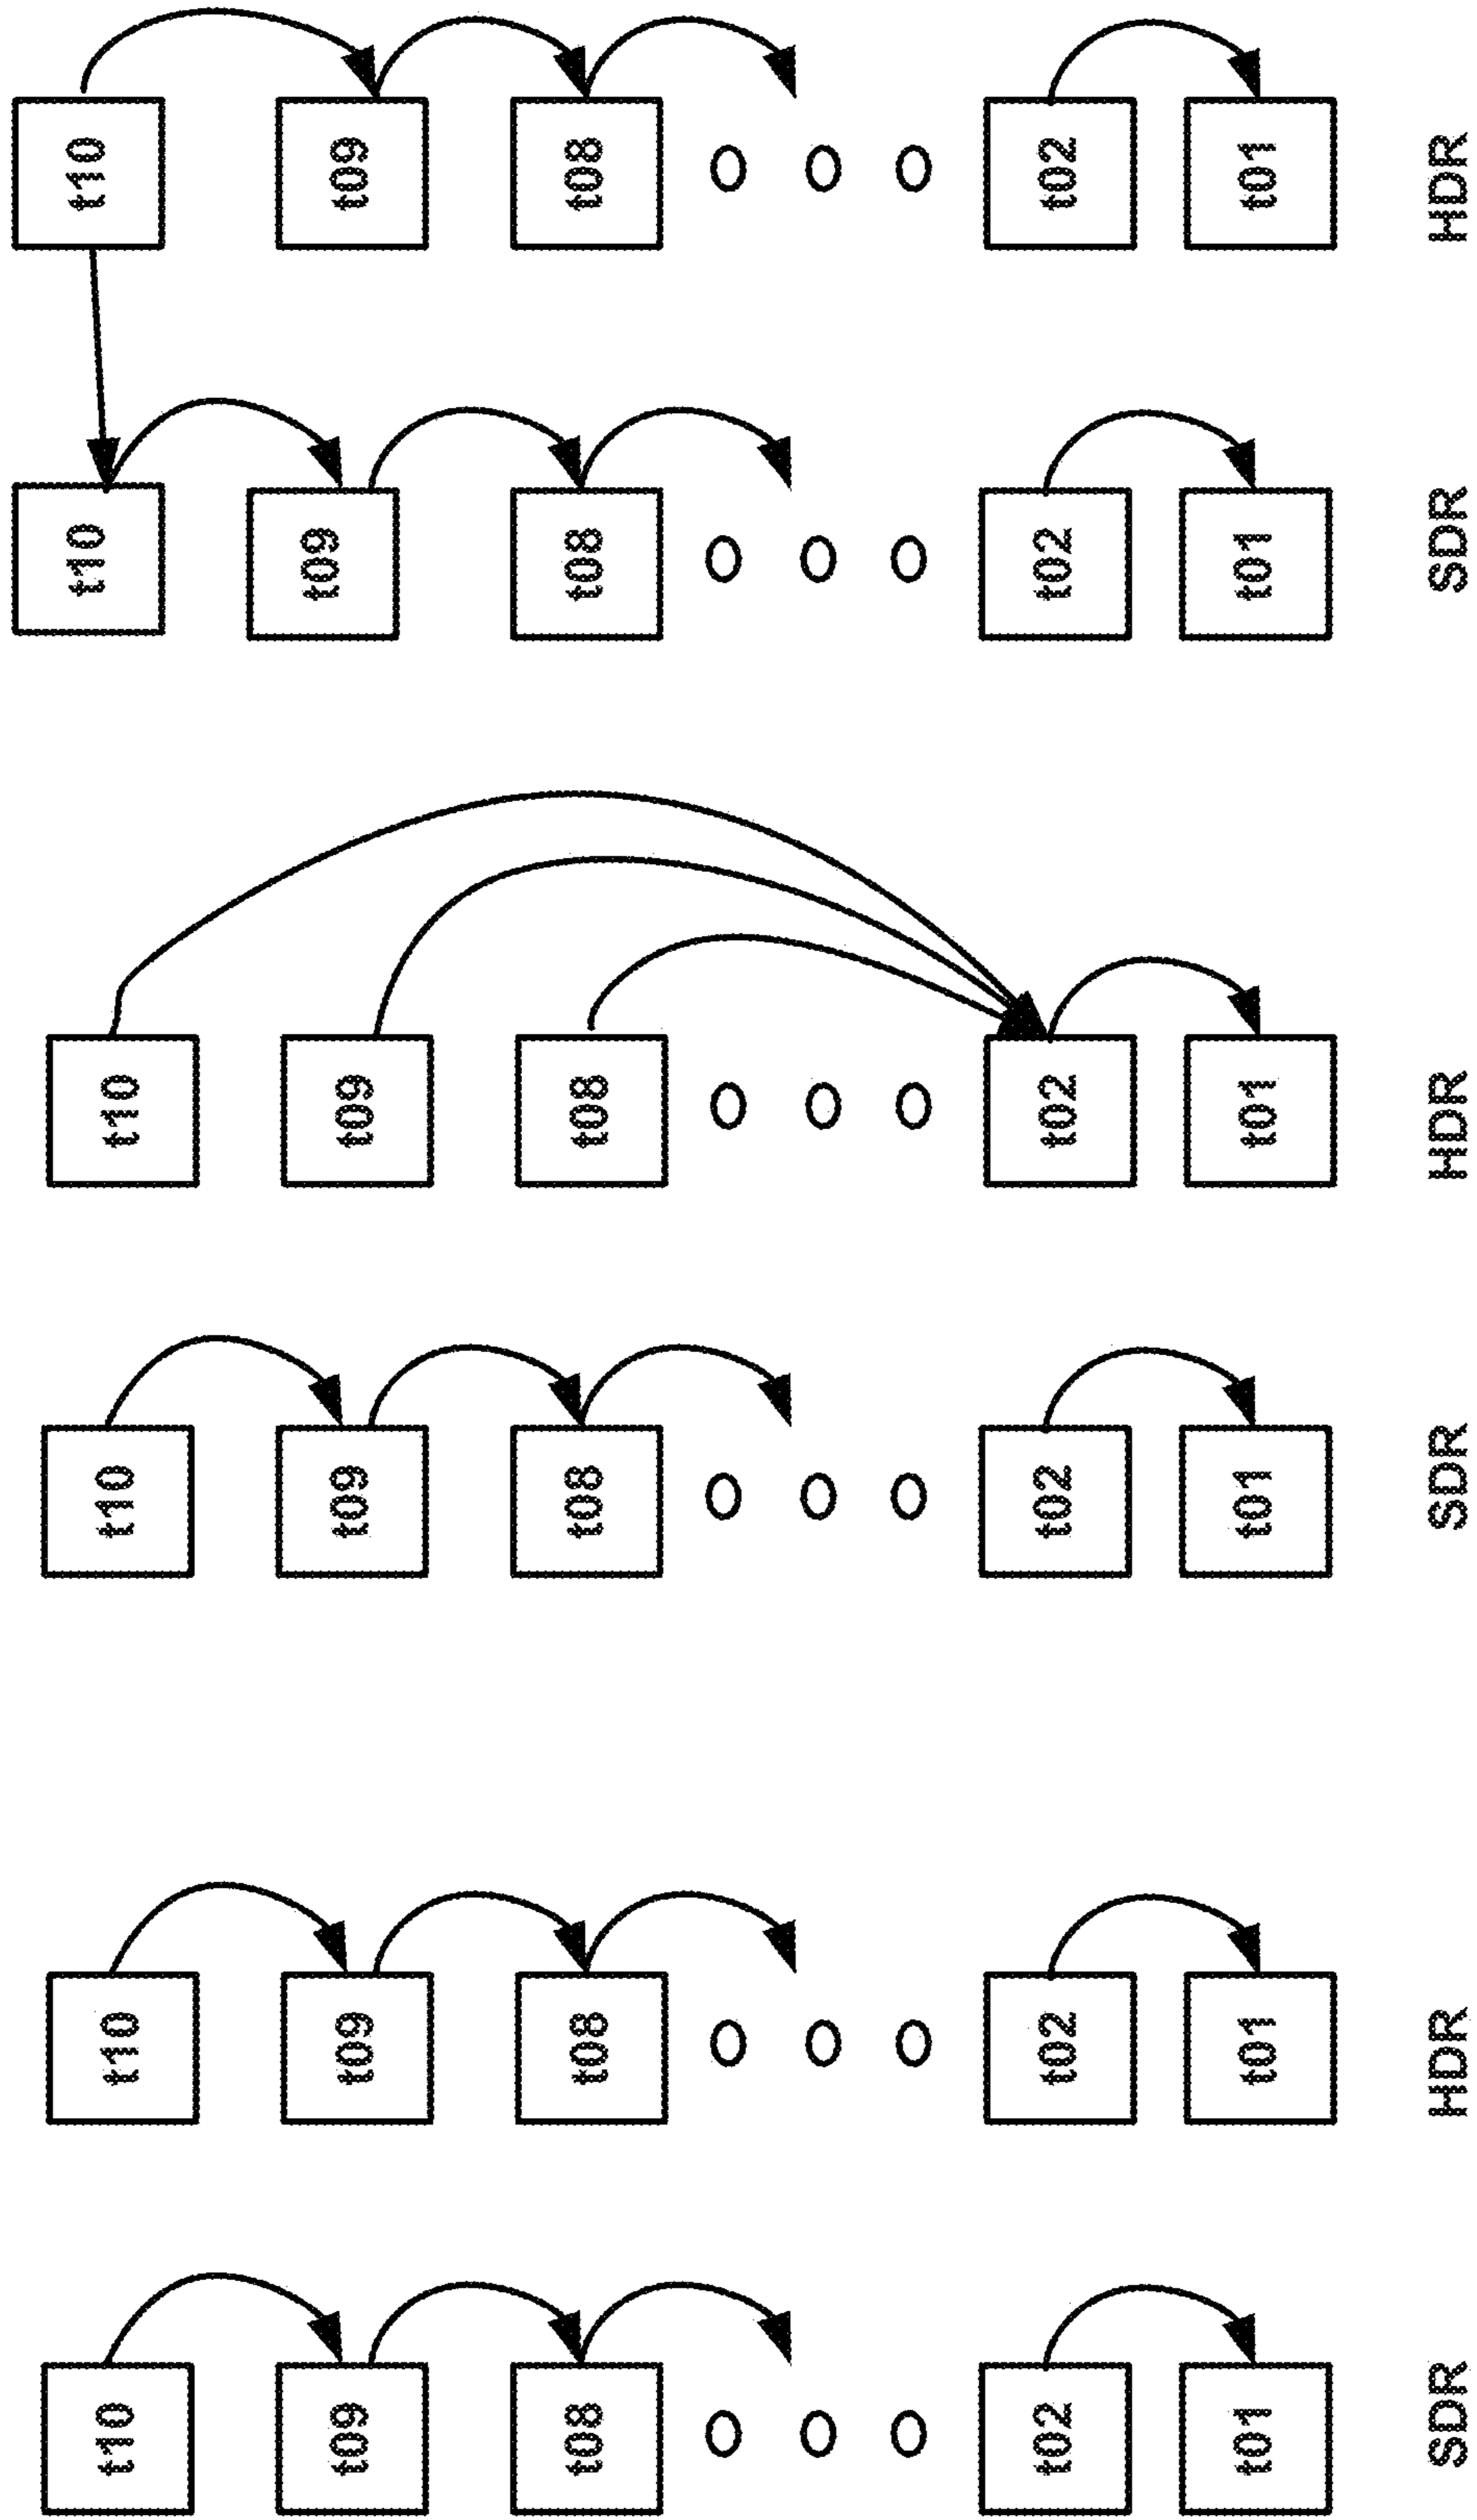 t10 t10 t10 t10 t10 t10
t09 t09 t09 t09 t09 t09
t08 t08 t08 t08 t08 t08
t02 t02 t02 t02 t02 t02
t01 t01 t01 t01 t01 t01
SDR HDR SDR HDR SDR HDR